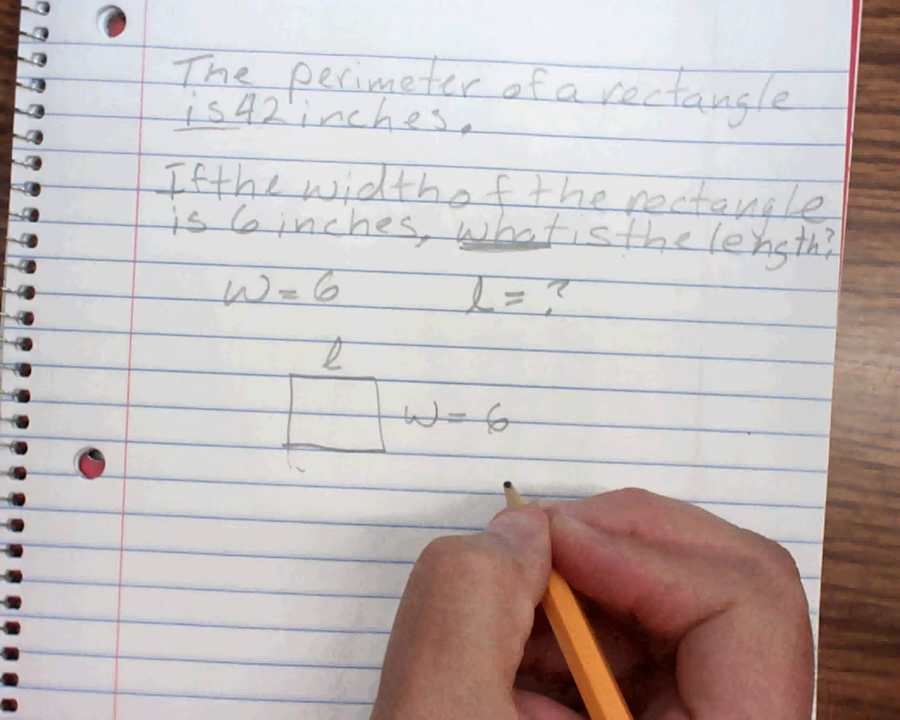 The perimeter of a rectangle
is 42 inches.
If the width of the rectangle
is 6 inches, what is the length?
W = 6 l = ?
l
W = 6